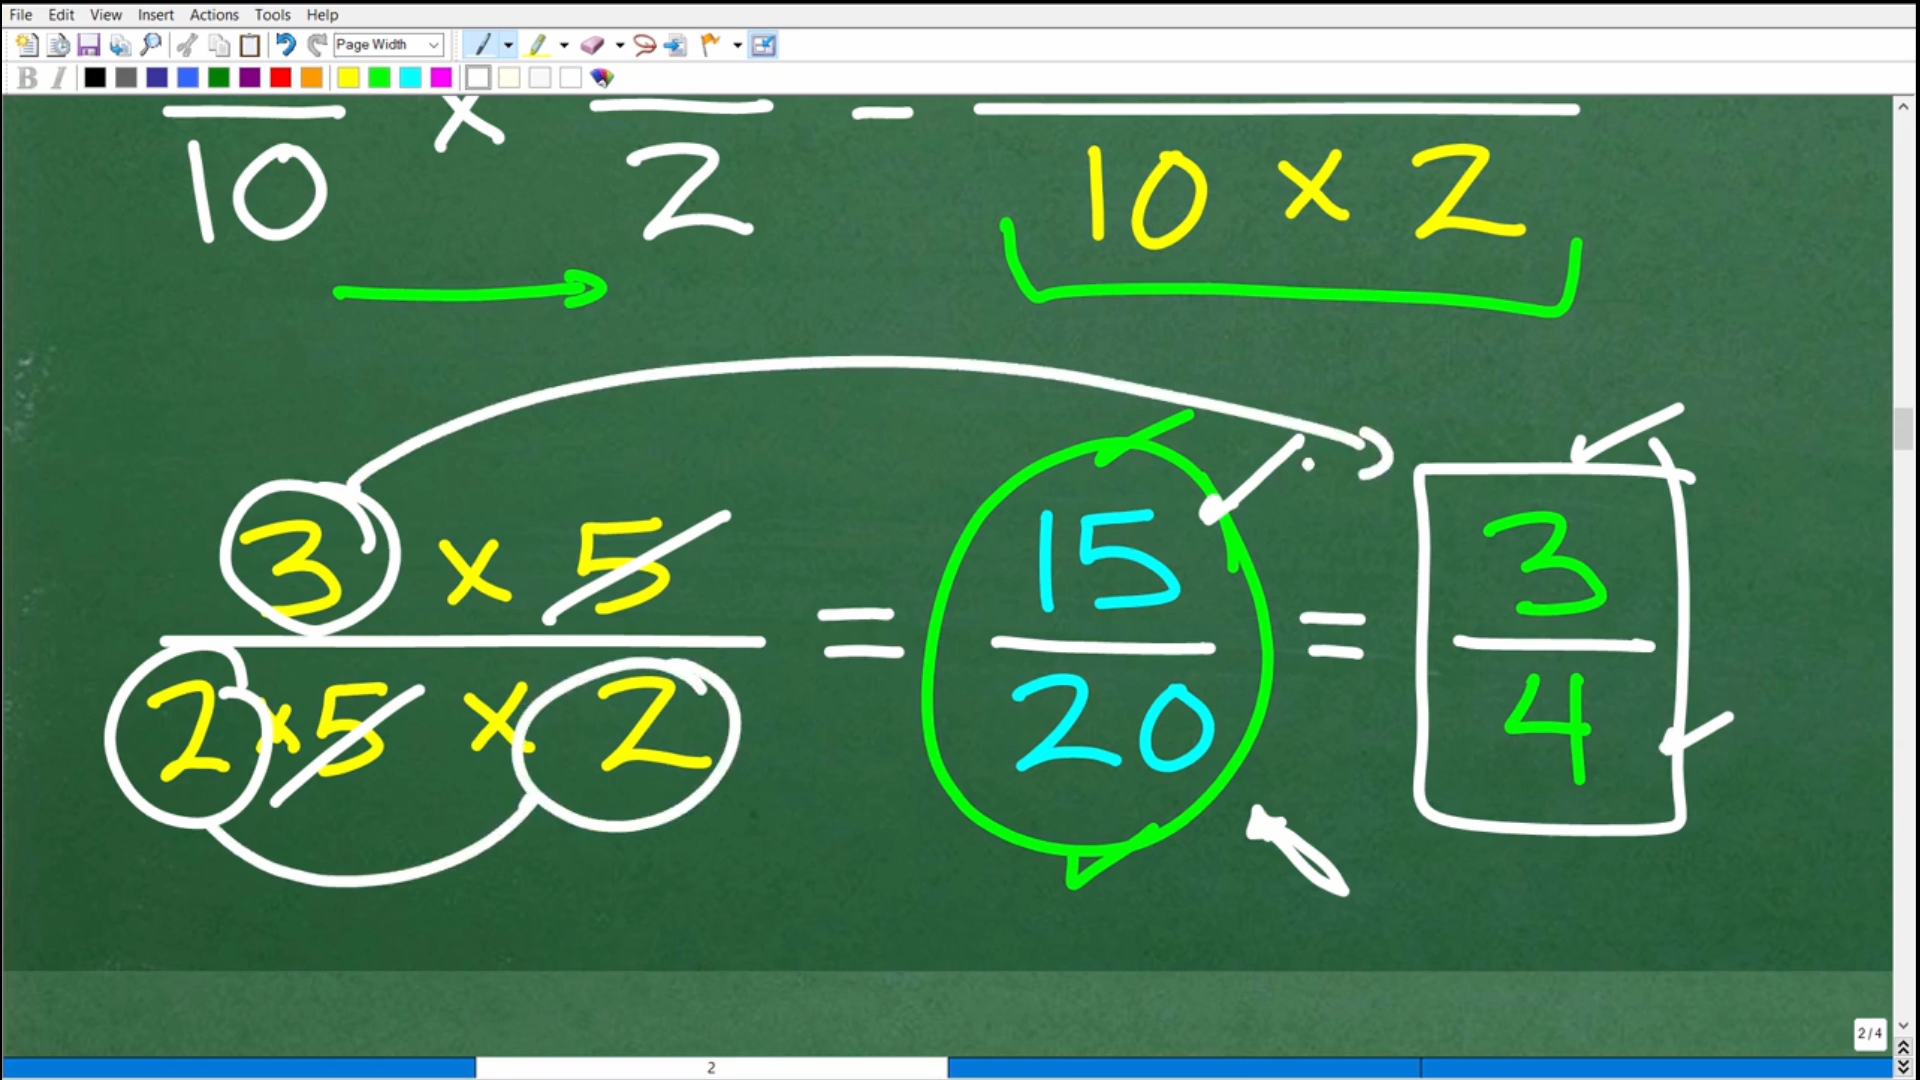 File Edit View Insert Actions Tools Help
Page Width
B I
10 × 2 = 10 × 2
3 × 5 = 15 = 3
2 × 5 × 2 20 4
2/4
2